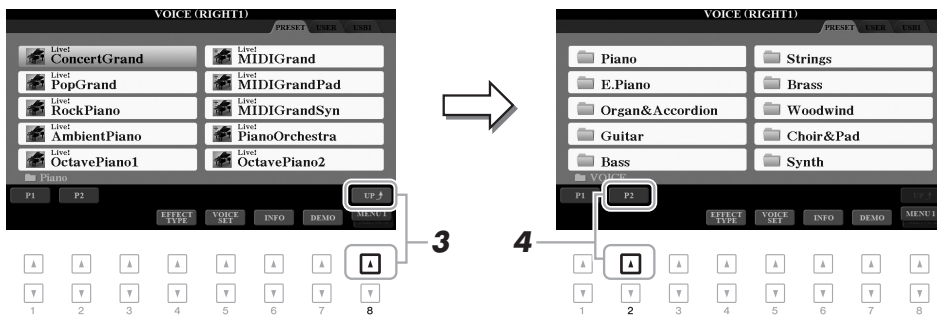 VOICE (RIGHT1)
PRESET USER USB1
Live! ConcertGrand
Live! MIDIGrand
Live! PopGrand
Live! MIDIGrandPad
Live! RockPiano
Live! MIDIGrandSyn
Live! AmbientPiano
Live! PianoOrchestra
Live! OctavePiano1
Live! OctavePiano2
Piano
P1 P2 UP
EFFECT TYPE VOICE SET INFO DEMO MENU1
3
1 2 3 4 5 6 7 8
VOICE (RIGHT1)
PRESET USER USB1
Piano
Strings
E.Piano
Brass
Organ&Accordion
Woodwind
Guitar
Choir&Pad
Bass
Synth
VOICE
P1 P2 UP
EFFECT TYPE VOICE SET INFO DEMO MENU1
4
1 2 3 4 5 6 7 8